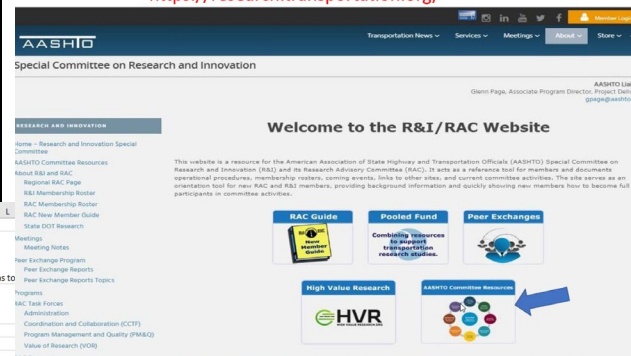 Member Login
AASHTO
Transportation News
Services
Meetings
About
Store
Special Committee on Research and Innovation
Glenn Page, Associate Program Director, Project
RESEARCH AND INNOVATION
Home – Research and Innovation Special
Committee
AASHTO Committee Resources
About R&I and RAC
Regional RAC Page
R&I Membership Roster
RAC Membership Roster
RAC New Member Guide
State DOT Research
Meetings
Meeting Notes
Peer Exchange Program
Peer Exchange Reports
Peer Exchange Reports Topics
Programs
RAC Task Forces
Administration
Coordination and Collaboration (CCTF)
Program Management and Quality (PM&Q)
Value of Research (VOR)
L
Welcome to the R&I/RAC Website
This website is a resource for the American Association of State Highway and Transportation Officials (AASHTO) Special Committee on
Research and Innovation (R&I) and its Research Advisory Committee (RAC). It acts as a reference tool for members and documents
operational procedures, membership rosters, coming events, links to other sites, and current committee activities. The site serves as an
orientation tool for new RAC and R&I members, providing background information and quickly showing new members how to become full
participants in committee activities.
RAC Guide
New
Member
Guide
Pooled Fund
Combining resources
to support
transportation
research studies.
Peer Exchanges
High Value Research
HVR
AASHTO Committee Resources